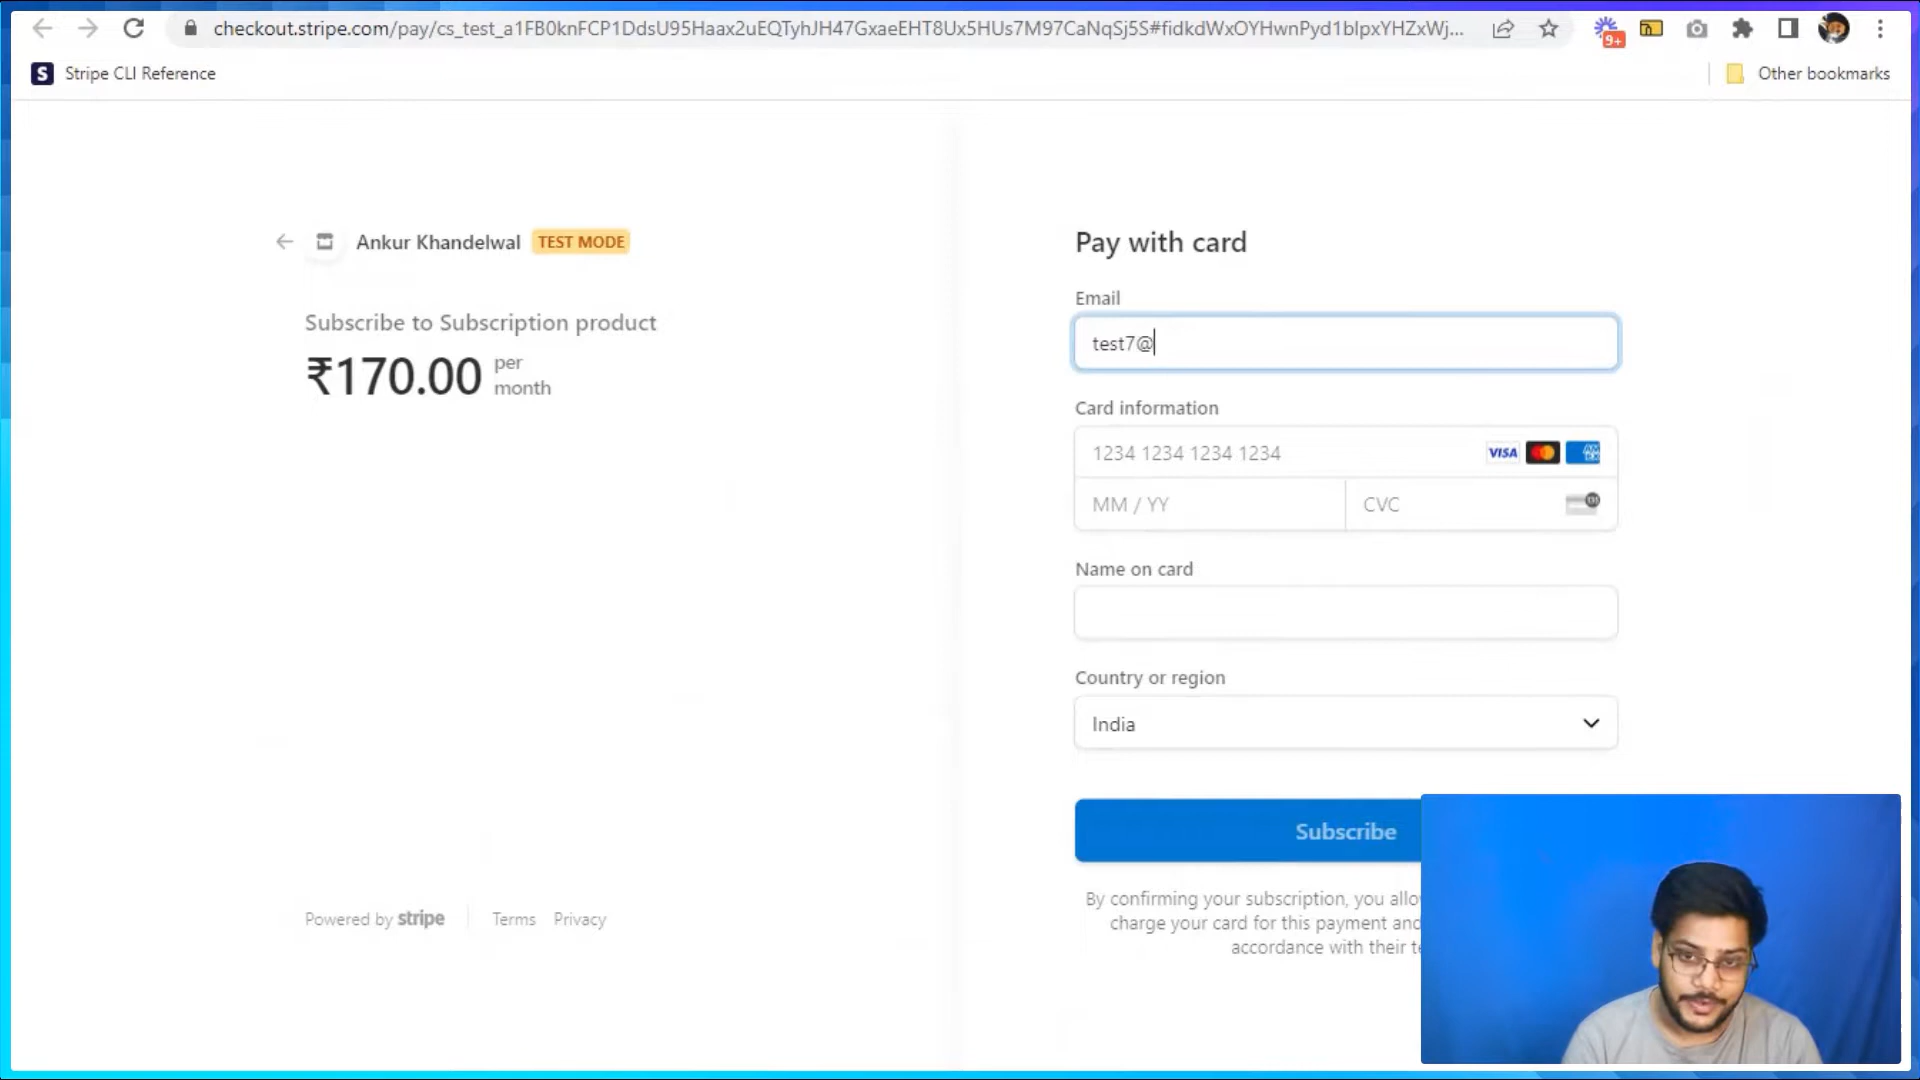 checkout.stripe.com/pay/cs_test_a1FB0knFCP1DdsU95Haax2uEQTyhJH47GxaeEHT8Ux5HUs7M97CaNqSj5S#fidkdWxOYHwnPyd1blpxYHZxWj...
9+
S Stripe CLI Reference
Other bookmarks
Ankur Khandelwal TEST MODE
Subscribe to Subscription product
₹170.00 per month
Powered by stripe
Terms Privacy
Pay with card
Email
test7@
Card information
1234 1234 1234 1234 VISA
MM / YY CVC
Name on card
Country or region
India
Subscribe
By confirming your subscription, you allo
charge your card for this payment and
accordance with their te